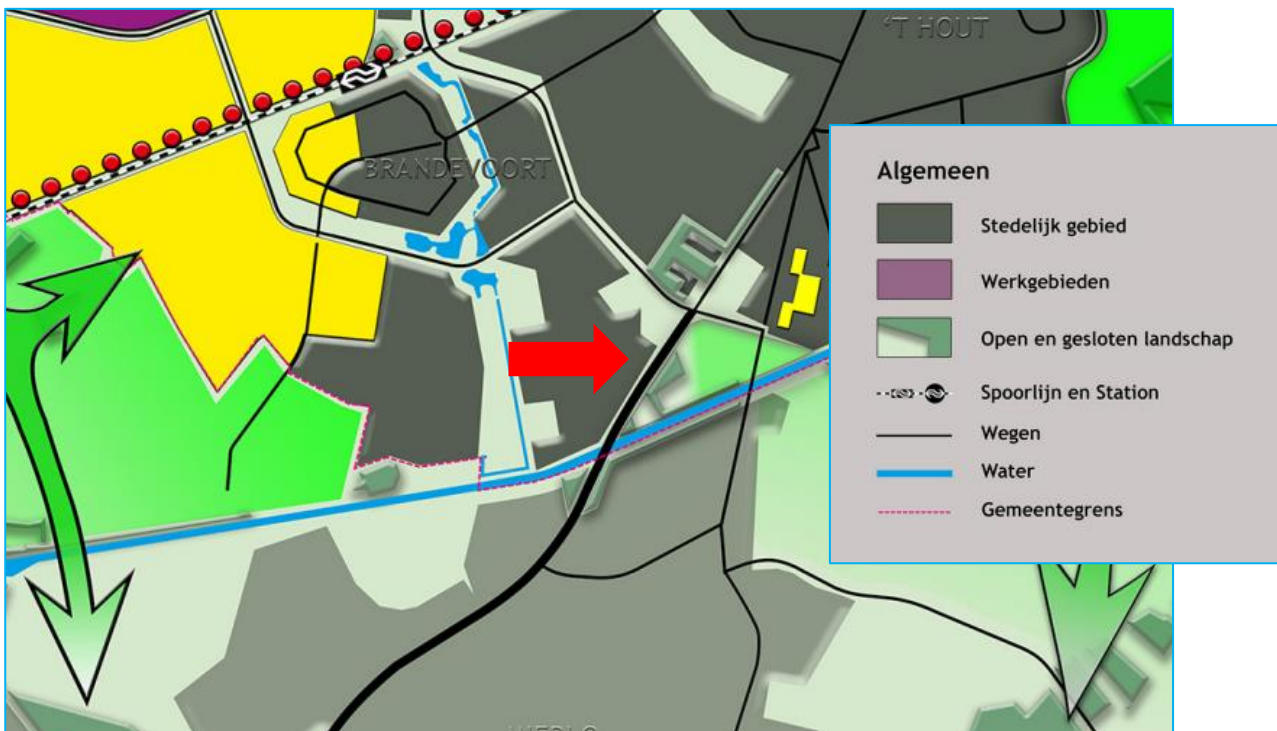 'T HOUT
BRANDEVOORT
Algemeen
Stedelijk gebied
Werkgebieden
Open en gesloten landschap
Spoorlijn en Station
Wegen
Water
Gemeentegrens